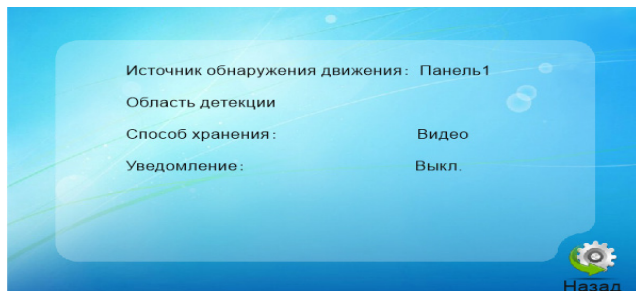 Источник обнаружения движения: Панель1
Область детекции
Способ хранения: Видео
Уведомление: Выкл.
Назад